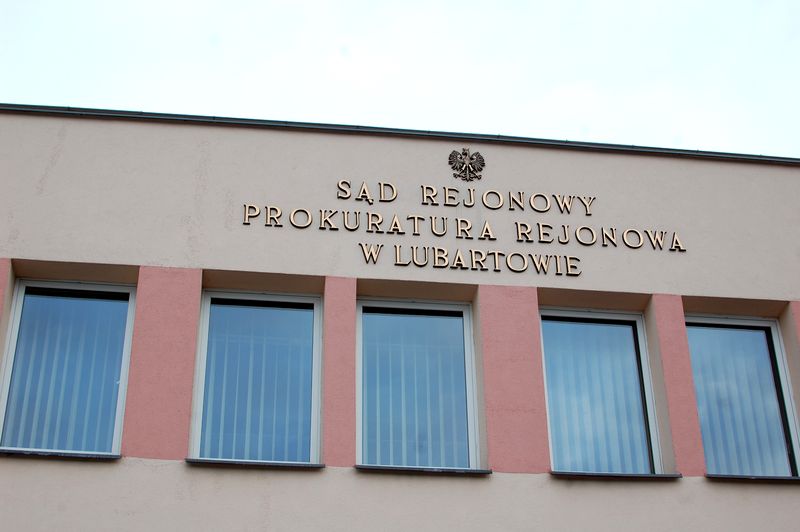 SĄD REJONOWY
PROKURATURA REJONOWA
W LUBARTOWIE